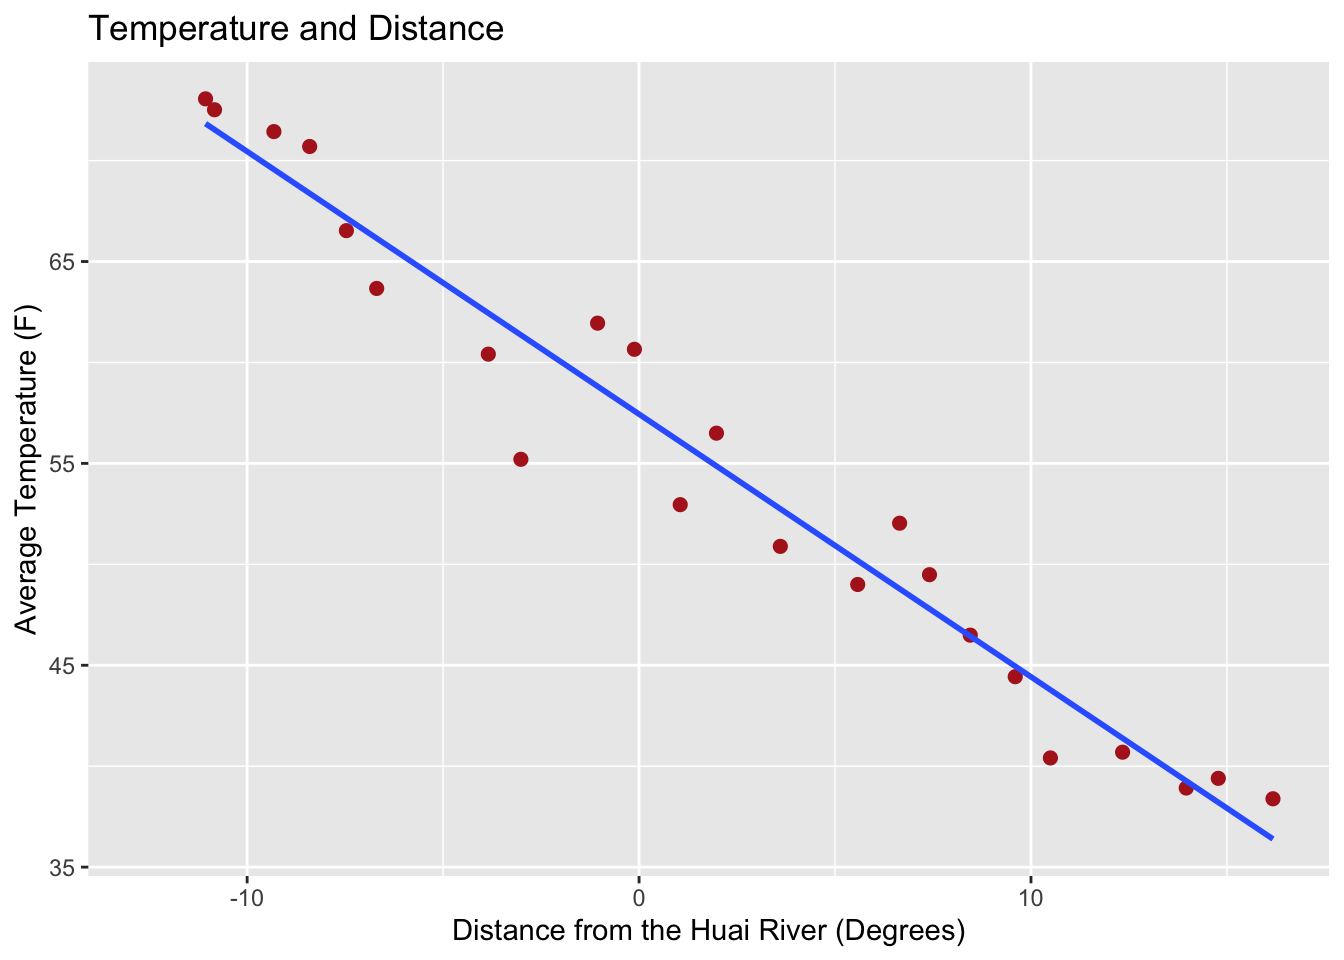 Temperature and Distance
65
55
45
35
-10 0 10
Average Temperature (F)
Distance from the Huai River (Degrees)